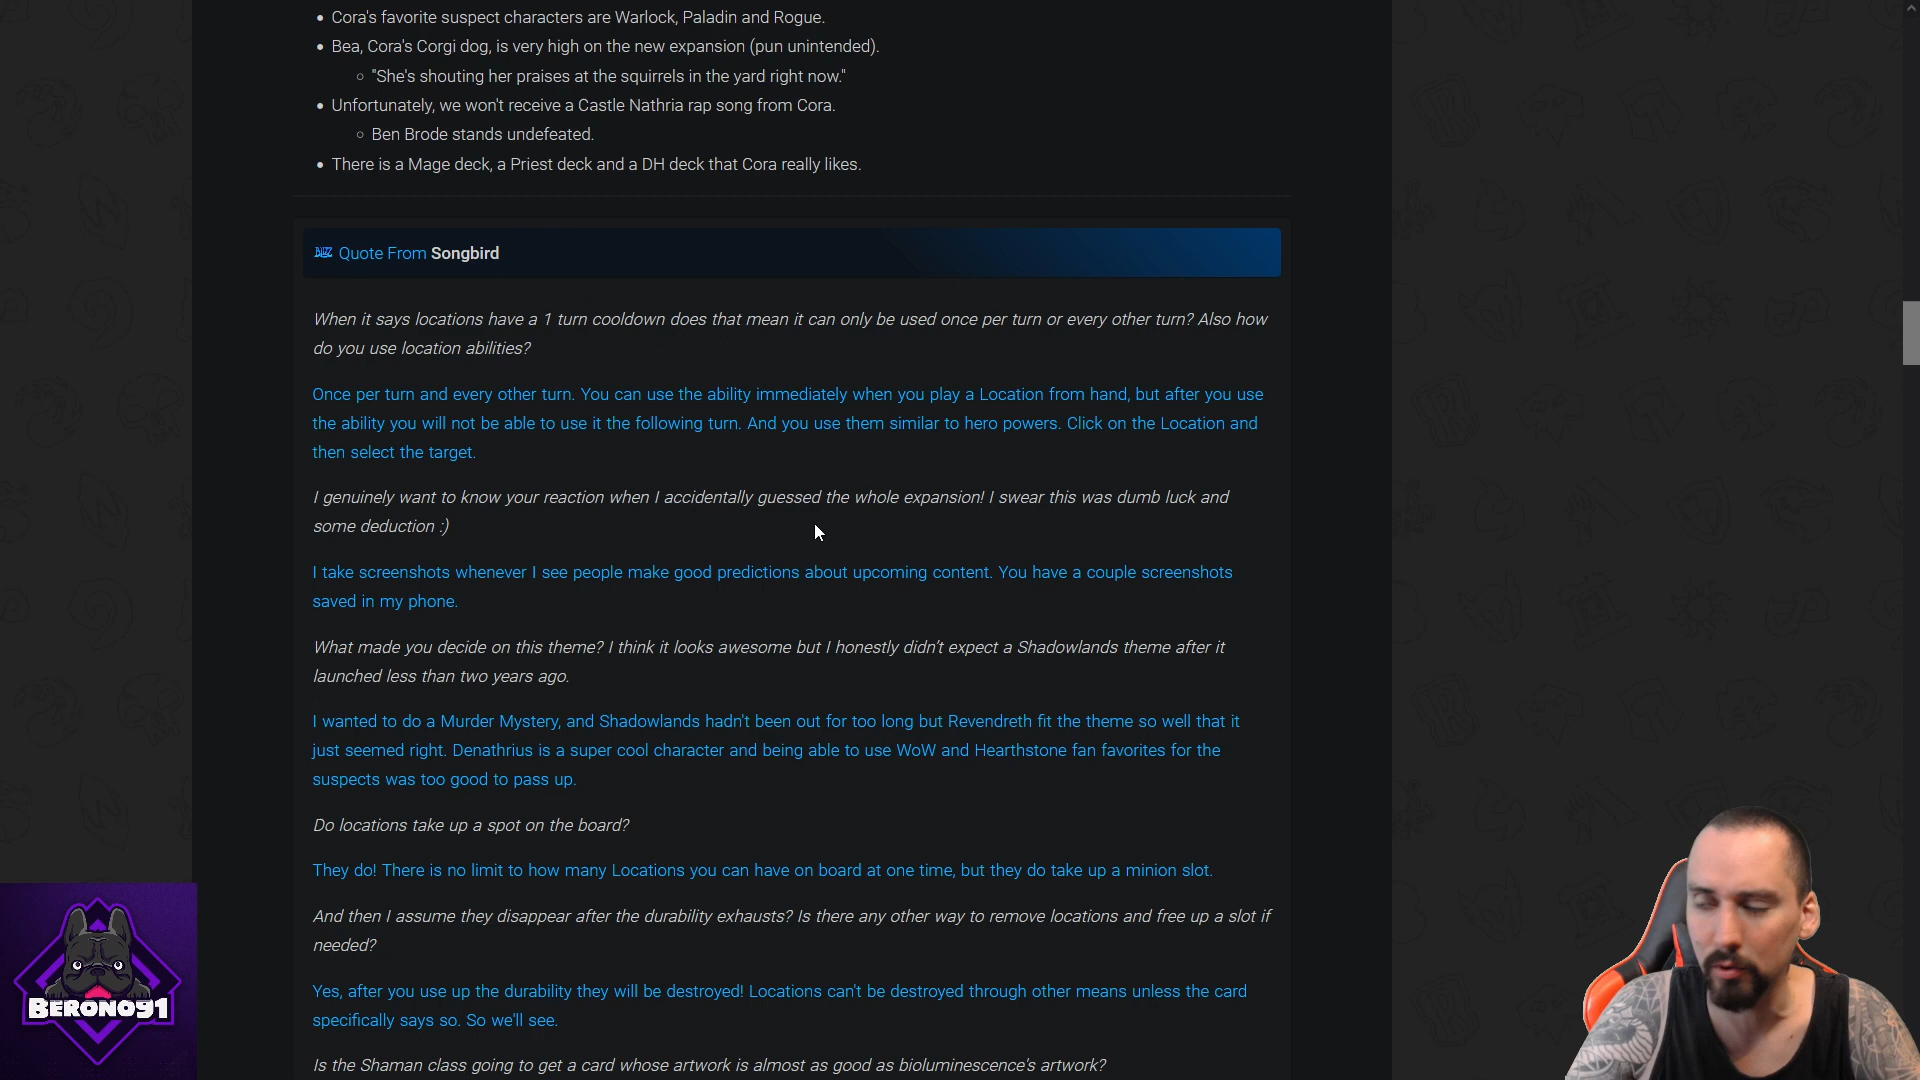 Cora's favorite suspect characters are Warlock, Paladin and Rogue.
Bea, Cora's Corgi dog, is very high on the new expansion (pun unintended).
"She's shouting her praises at the squirrels in the yard right now."
Unfortunately, we won't receive a Castle Nathria rap song from Cora.
Ben Brode stands undefeated.
There is a Mage deck, a Priest deck and a DH deck that Cora really likes.
BLIZZ Quote From Songbird
When it says locations have a 1 turn cooldown does that mean it can only be used once per turn or every other turn? Also how
do you use location abilities?
Once per turn and every other turn. You can use the ability immediately when you play a Location from hand, but after you use
the ability you will not be able to use it the following turn. And you use them similar to hero powers. Click on the Location and
then select the target.
I genuinely want to know your reaction when I accidentally guessed the whole expansion! I swear this was dumb luck and
some deduction :)
I take screenshots whenever I see people make good predictions about upcoming content. You have a couple screenshots
saved in my phone.
What made you decide on this theme? I think it looks awesome but I honestly didn't expect a Shadowlands theme after it
launched less than two years ago.
I wanted to do a Murder Mystery, and Shadowlands hadn't been out for too long but Revendreth fit the theme so well that it
just seemed right. Denathrius is a super cool character and being able to use WoW and Hearthstone fan favorites for the
suspects was too good to pass up.
Do locations take up a spot on the board?
They do! There is no limit to how many Locations you can have on board at one time, but they do take up a minion slot.
And then I assume they disappear after the durability exhausts? Is there any other way to remove locations and free up a slot if
needed?
Yes, after you use up the durability they will be destroyed! Locations can't be destroyed through other means unless the card
specifically says so. So we'll see.
Is the Shaman class going to get a card whose artwork is almost as good as bioluminescence's artwork?
BERONO91